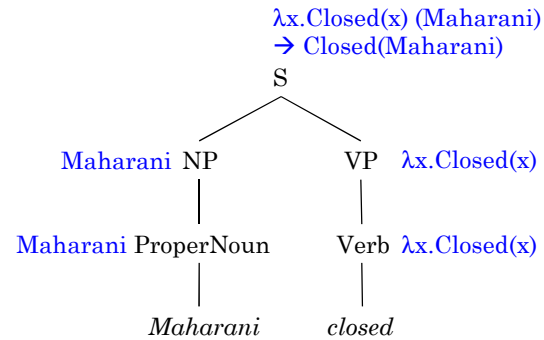 λx.Closed(x) (Maharani)
→ Closed(Maharani)
S
Maharani NP VP λx.Closed(x)
Maharani ProperNoun Verb λx.Closed(x)
Maharani closed